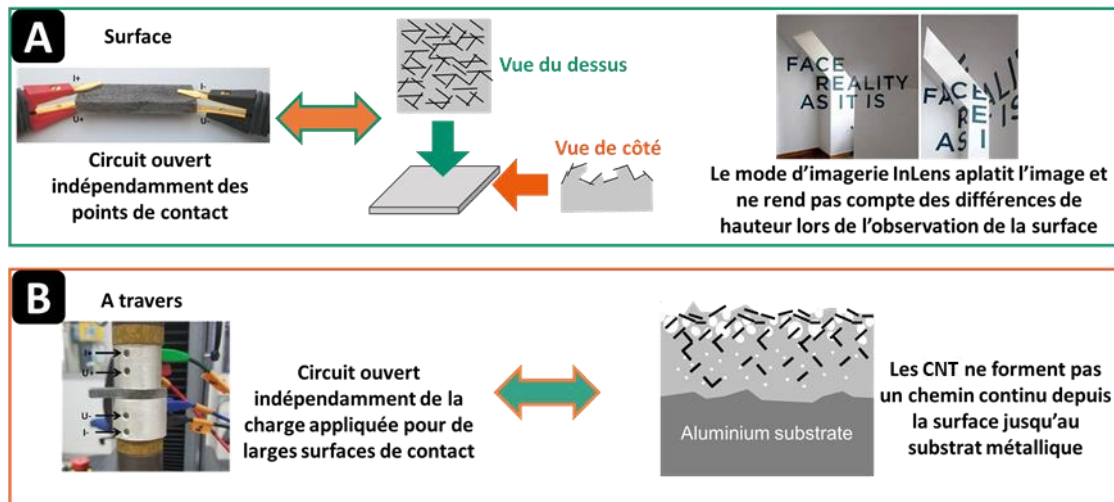 A
Surface
I+
I-
U+
U-
Circuit ouvert
indépendamment des
points de contact
Vue du dessus
Vue de côté
FACE
REALITY
AS IT IS
Le mode d'imagerie InLens aplatit l'image et
ne rend pas compte des différences de
hauteur lors de l'observation de la surface
B
A travers
I+
U+
U-
I-
Circuit ouvert
indépendamment de la
charge appliquée pour de
larges surfaces de contact
Aluminium substrate
Les CNT ne forment pas
un chemin continu depuis
la surface jusqu'au
substrat métallique